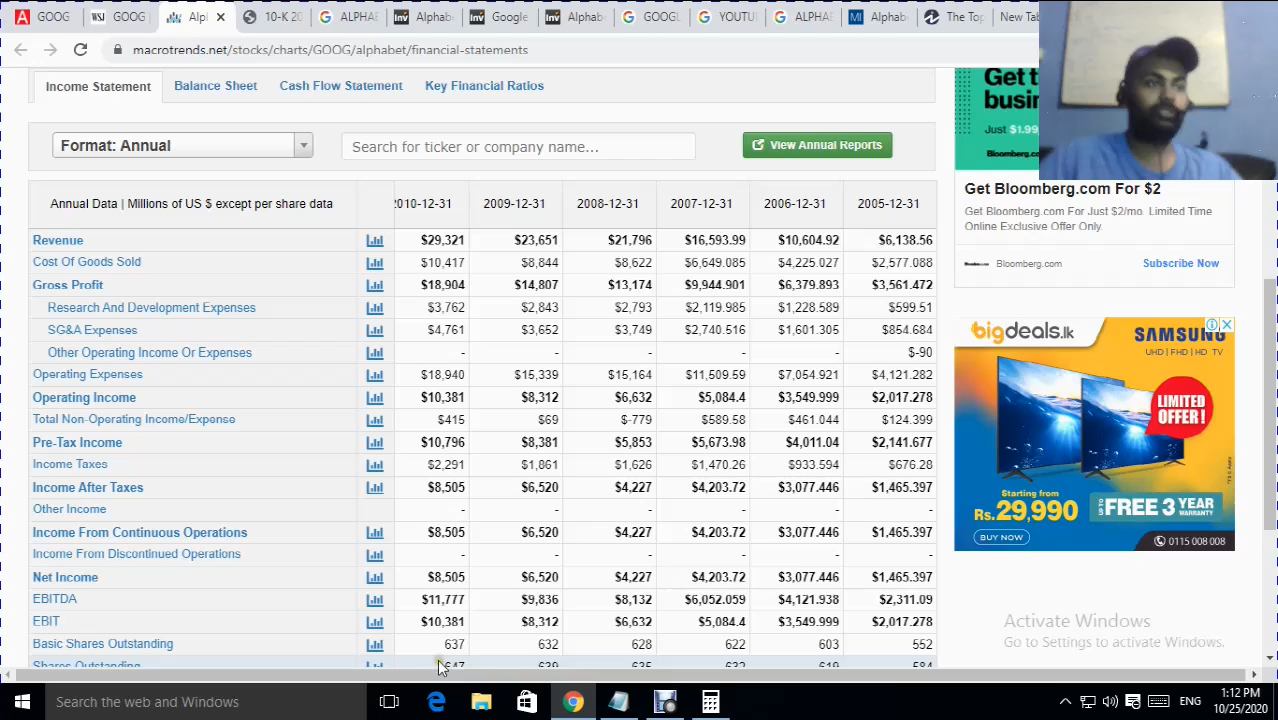 GOOG
GOOG
Alpl
10-K 20
ALPHAE
Alphab
Google
Alphab
GOOGL
YOUTU
ALPHA
Alphab
The Top
New Tab
macrotrends.net/stocks/charts/GOOG/alphabet/financial-statements
Income Statement Balance Sheet Cash Flow Statement Key Financial Ratios
Format: Annual
Search for ticker or company name...
View Annual Reports
Annual Data | Millions of US $ except per share data 2010-12-31 2009-12-31 2008-12-31 2007-12-31 2006-12-31 2005-12-31
Revenue $29,321 $23,651 $21,796 $16,593.99 $10,604.92 $6,138.56
Cost Of Goods Sold $10,417 $8,844 $8,622 $6,649.085 $4,225.027 $2,577.088
Gross Profit $18,904 $14,807 $13,174 $9,944.901 $6,379.893 $3,561.472
Research And Development Expenses $3,762 $2,843 $2,793 $2,119.985 $1,228.589 $599.51
SG&A Expenses $4,761 $3,652 $3,749 $2,740.516 $1,601.305 $854.684
Other Operating Income Or Expenses - - - - - $-90
Operating Expenses $18,940 $15,339 $15,164 $11,509.59 $7,054.921 $4,121.282
Operating Income $10,381 $8,312 $6,632 $5,084.4 $3,549.999 $2,017.278
Total Non-Operating Income/Expense $415 $69 $-779 $589.58 $461.044 $124.399
Pre-Tax Income $10,796 $8,381 $5,853 $5,673.98 $4,011.04 $2,141.677
Income Taxes $2,291 $1,861 $1,626 $1,470.26 $933.594 $676.28
Income After Taxes $8,505 $6,520 $4,227 $4,203.72 $3,077.446 $1,465.397
Other Income - - - - - -
Income From Continuous Operations $8,505 $6,520 $4,227 $4,203.72 $3,077.446 $1,465.397
Income From Discontinued Operations - - - - - -
Net Income $8,505 $6,520 $4,227 $4,203.72 $3,077.446 $1,465.397
EBITDA $11,777 $9,836 $8,132 $6,052.059 $4,121.938 $2,311.09
EBIT $10,381 $8,312 $6,632 $5,084.4 $3,549.999 $2,017.278
Basic Shares Outstanding 637 632 628 622 603 552
Shares Outstanding 647 639 635 632 619 584
Get t
busin
Just $1.99
Bloomberg.com
Get Bloomberg.com For $2
Get Bloomberg.com For Just $2/mo. Limited Time
Online Exclusive Offer Only.
Bloomberg.com
Subscribe Now
bigdeals.lk
SAMSUNG
UHD | FHD | HD TV
LIMITED
OFFER!
Starting from
Rs.29,990
UP TO FREE 3 YEAR
WARRANTY
BUY NOW
0115 008 008
Activate Windows
Go to Settings to activate Windows.
Search the web and Windows
ENG
1:12 PM
10/25/2020